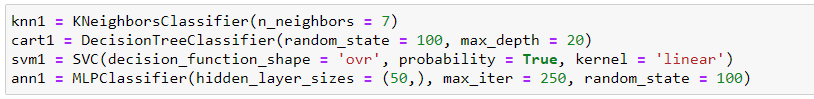 knn1 = KNeighborsClassifier(n_neighbors = 7)
cart1 = DecisionTreeClassifier(random_state = 100, max_depth = 20)
svm1 = SVC(decision_function_shape = 'ovr', probability = True, kernel = 'linear')
ann1 = MLPClassifier(hidden_layer_sizes = (50,), max_iter = 250, random_state = 100)